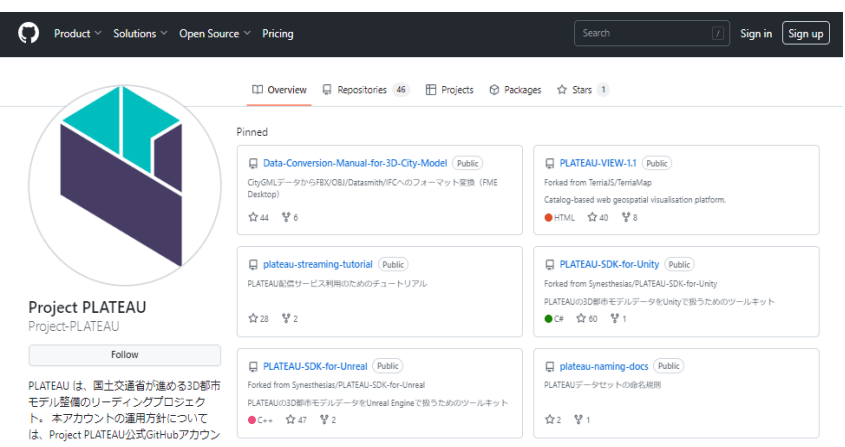 Product Solutions Open Source Pricing Search / Sign in Sign up
Overview Repositories 46 Projects Packages Stars 1
Pinned
Data-Conversion-Manual-for-3D-City-Model Public
CityGMLデータからFBX/OBJ/Datasmith/IFCへのフォーマット変換（FME
Desktop）
44 6
PLATEAU-VIEW-1.1 Public
Forked from TerriaJS/TerriaMap
Catalog-based web geospatial visualisation platform.
HTML 40 8
plateau-streaming-tutorial Public
PLATEAU配信サービス利用のためのチュートリアル
28 2
PLATEAU-SDK-for-Unity Public
Forked from Synesthesias/PLATEAU-SDK-for-Unity
PLATEAUの3D都市モデルデータをUnityで扱うためのツールキット
C# 60 1
PLATEAU-SDK-for-Unreal Public
Forked from Synesthesias/PLATEAU-SDK-for-Unreal
PLATEAUの3D都市モデルデータをUnreal Engineで扱うためのツールキット
C++ 47 2
plateau-naming-docs Public
PLATEAUデータセットの命名規則
2 1
Project PLATEAU
Project-PLATEAU
Follow
PLATEAU は、国土交通省が進める3D都市
モデル整備のリーディングプロジェク
ト。 本アカウントの運用方針について
は、Project PLATEAU公式GitHubアカウン